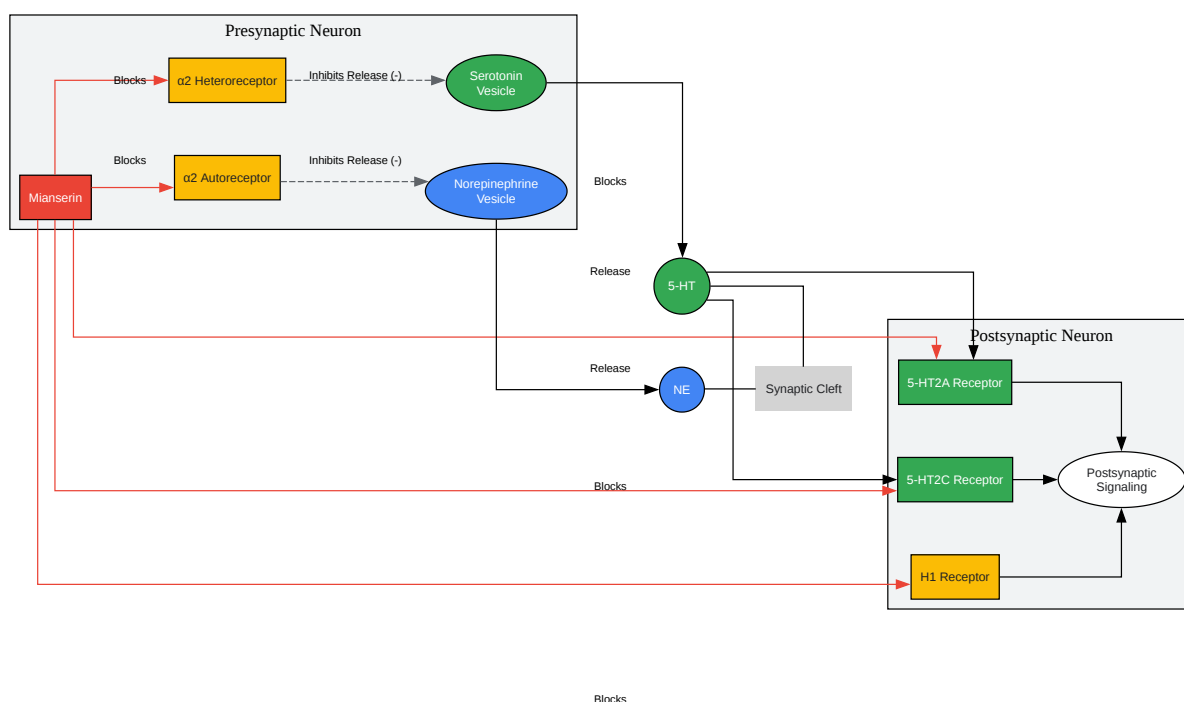 Presynaptic Neuron
Blocks
α2 Heteroreceptor
Inhibits Release (-)
Serotonin
Vesicle
Blocks
α2 Autoreceptor
Inhibits Release (-)
Norepinephrine
Vesicle
Mianserin
Blocks
Release
5-HT
Postsynaptic Neuron
Release
NE
Synaptic Cleft
5-HT2A Receptor
Blocks
5-HT2C Receptor
Postsynaptic
Signaling
H1 Receptor
Blocks